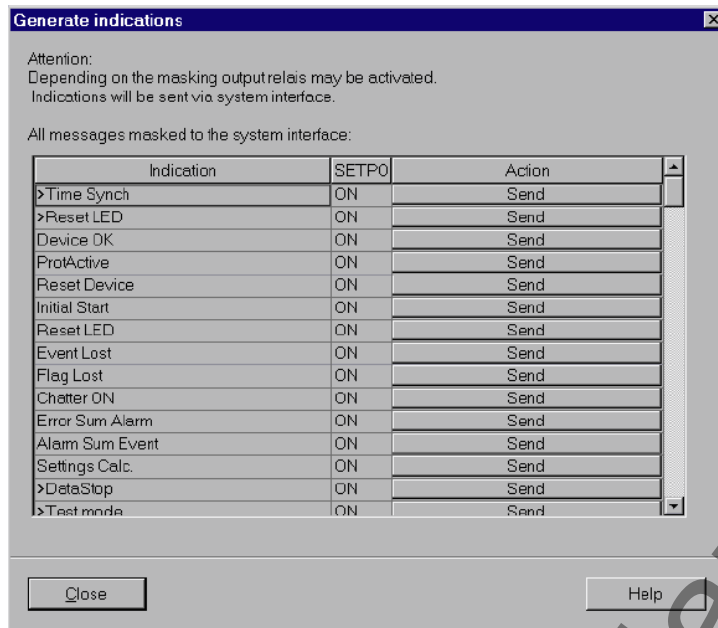 Generate indications
Attention:
Depending on the masking output relais may be activated.
Indications will be sent via system interface.
All messages masked to the system interface:
Indication SETPO Action
>Time Synch ON Send
>Reset LED ON Send
Device OK ON Send
ProtActive ON Send
Reset Device ON Send
Initial Start ON Send
Reset LED ON Send
Event Lost ON Send
Flag Lost ON Send
Chatter ON ON Send
Error Sum Alarm ON Send
Alarm Sum Event ON Send
Settings Calc. ON Send
>DataStop ON Send
>Test mode ON Send
Close Help